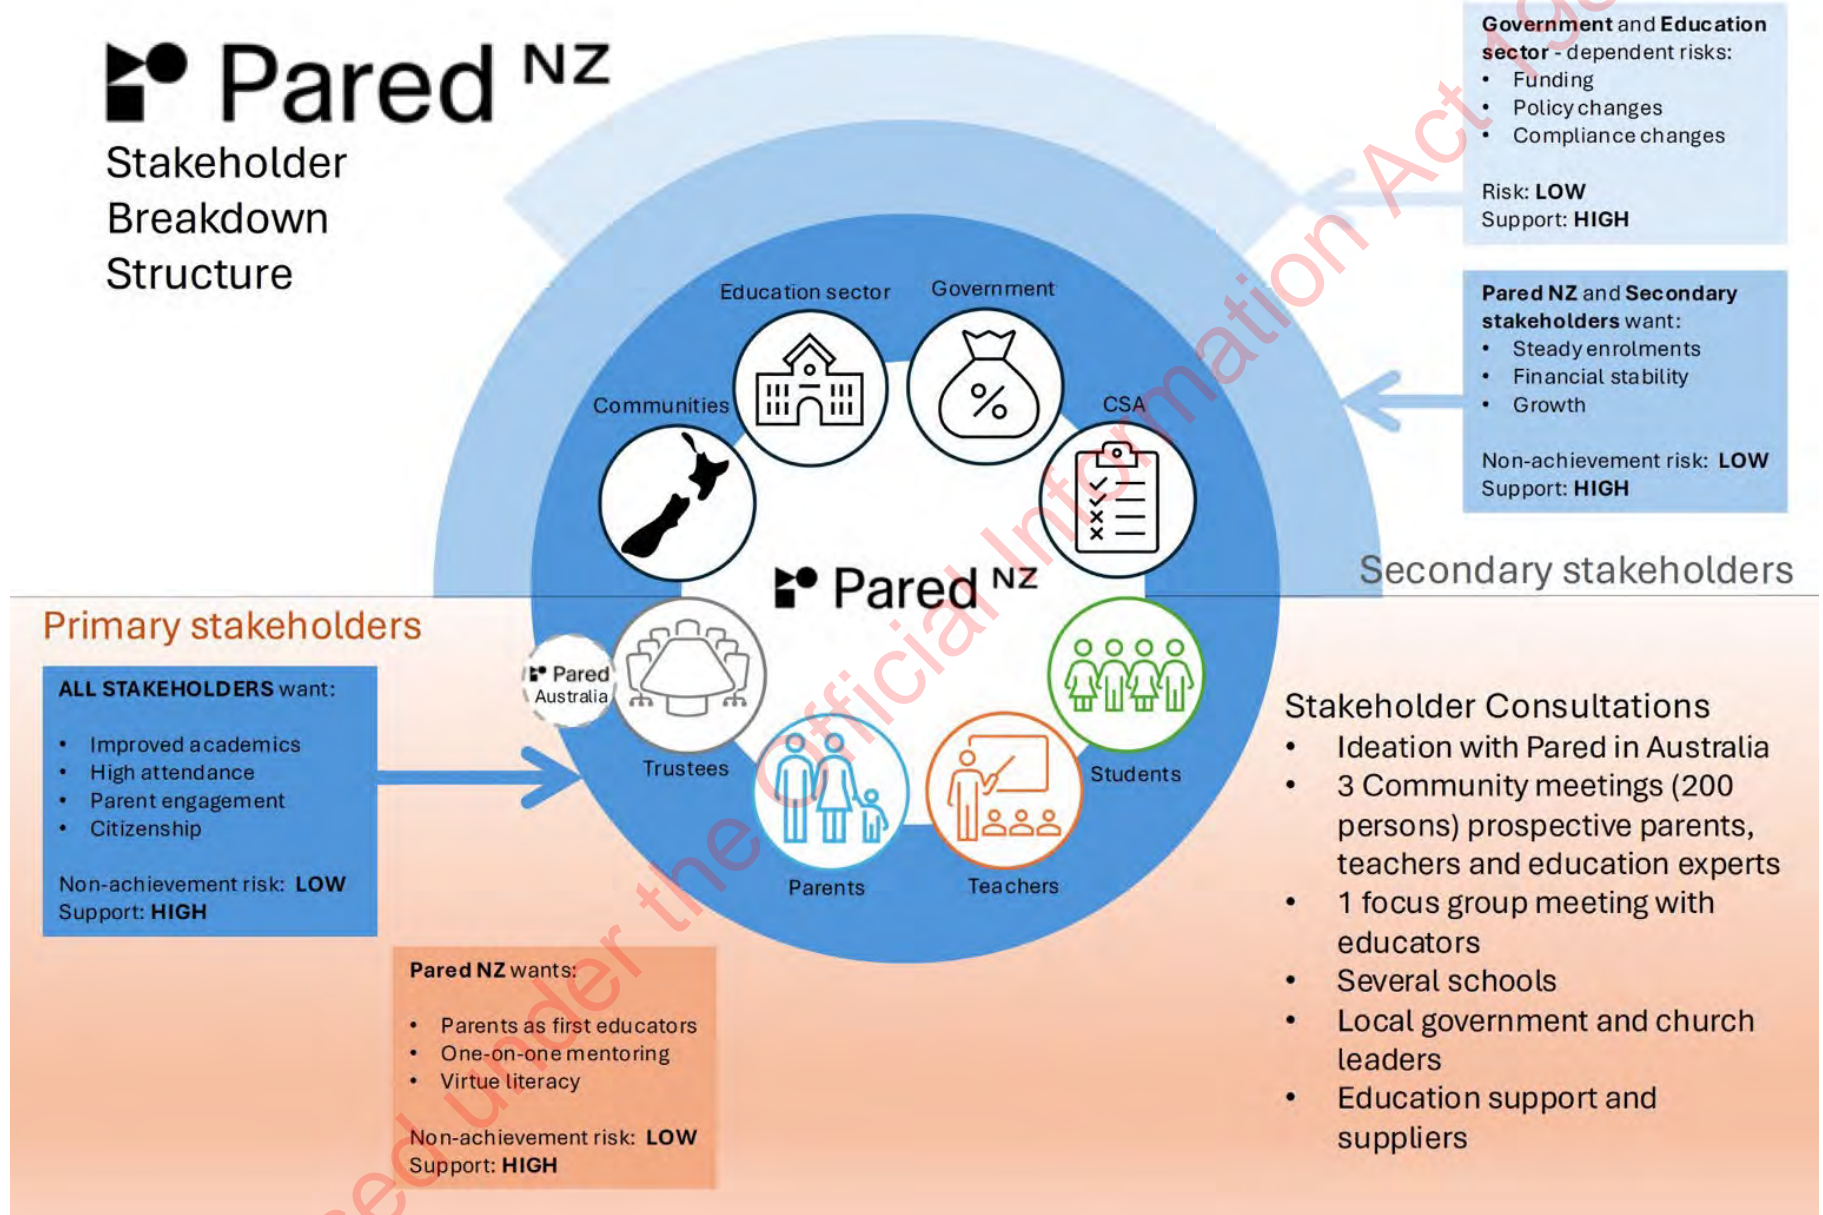 Pared NZ
Stakeholder
Breakdown
Structure
Government and Education
sector - dependent risks:
• Funding
• Policy changes
• Compliance changes
Risk: LOW
Support: HIGH
Pared NZ and Secondary
stakeholders want:
• Steady enrolments
• Financial stability
• Growth
Non-achievement risk: LOW
Support: HIGH
Secondary stakeholders
Education sector
Government
Communities
CSA
Pared NZ
Primary stakeholders
ALL STAKEHOLDERS want:
• Improved academics
• High attendance
• Parent engagement
• Citizenship
Non-achievement risk: LOW
Support: HIGH
Pared
Australia
Trustees
Parents
Teachers
Students
Pared NZ wants:
• Parents as first educators
• One-on-one mentoring
• Virtue literacy
Non-achievement risk: LOW
Support: HIGH
Stakeholder Consultations
• Ideation with Pared in Australia
• 3 Community meetings (200
persons) prospective parents,
teachers and education experts
• 1 focus group meeting with
educators
• Several schools
• Local government and church
leaders
• Education support and
suppliers
under the Official Information Act